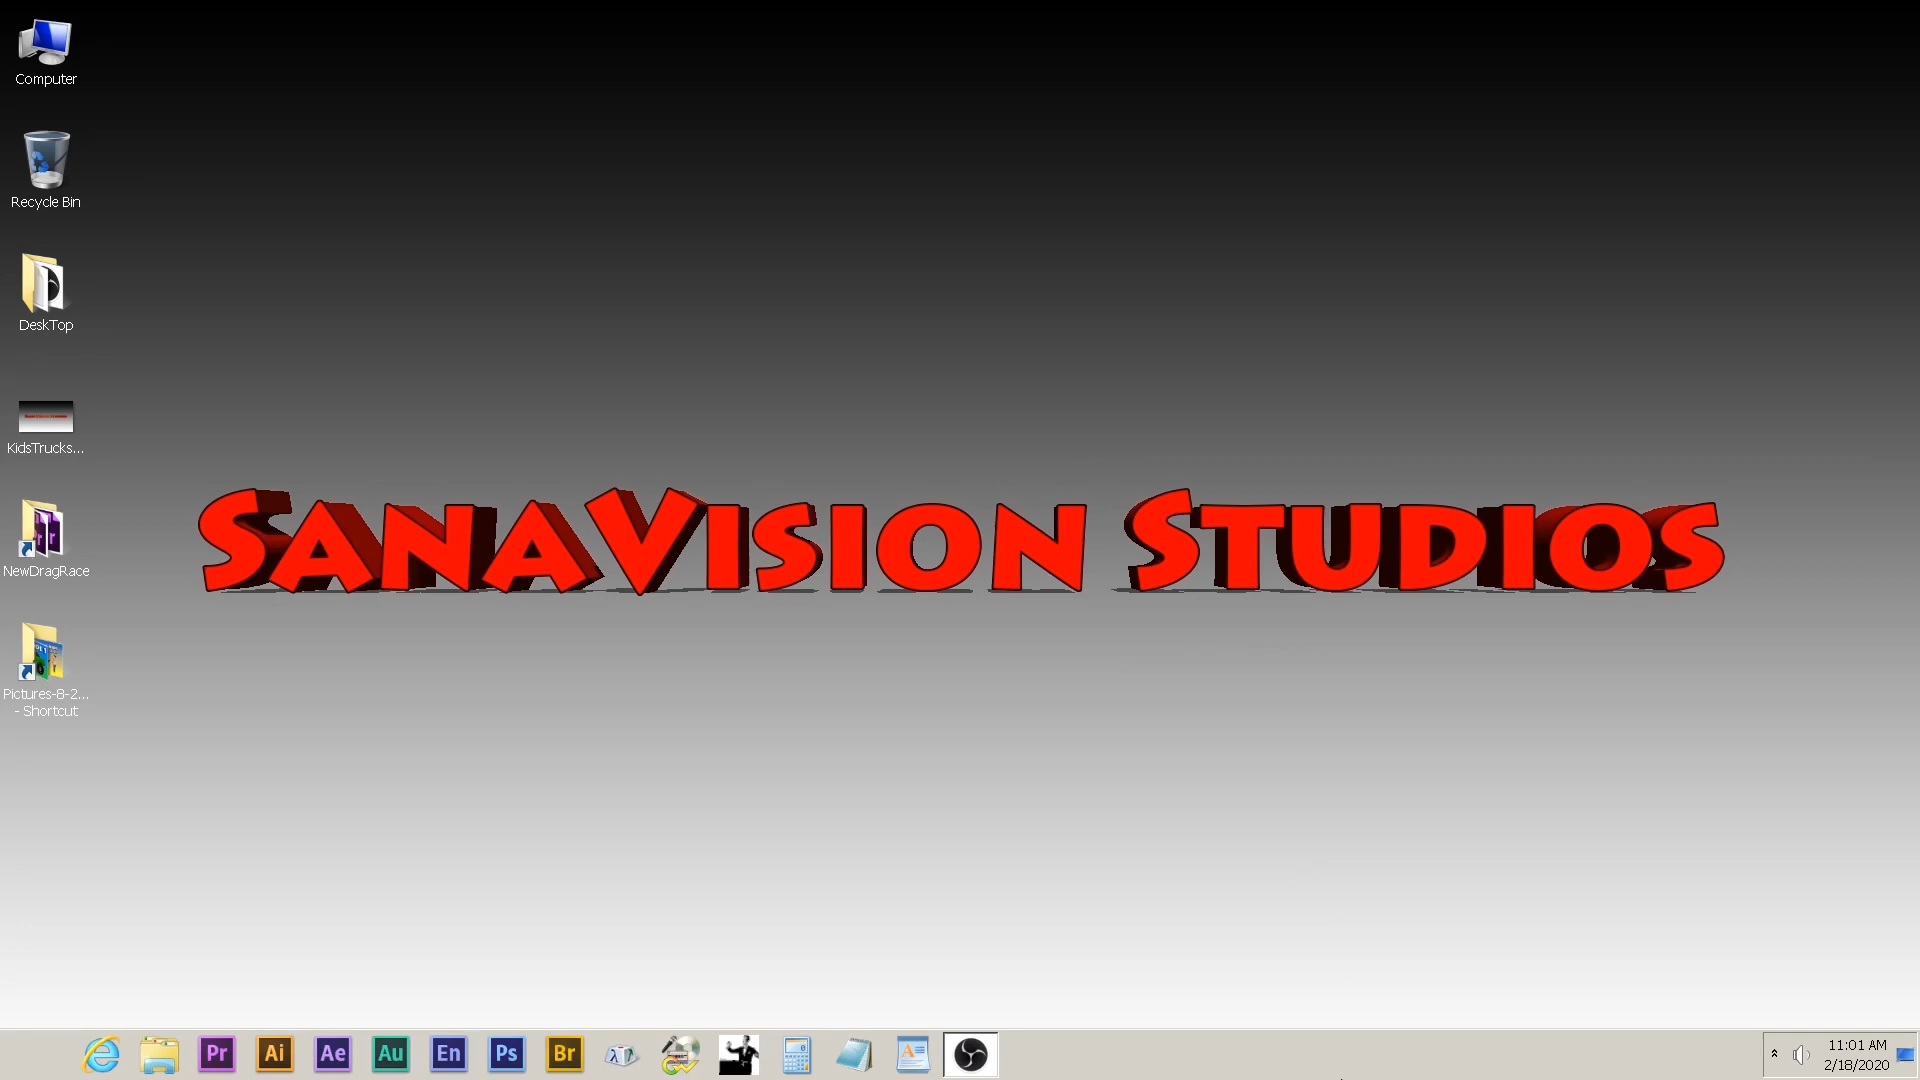 Computer
Recycle Bin
DeskTop
KidsTrucks...
NewDragRace
Pictures-8-2...
- Shortcut
SanaVision Studios
Pr
Ai
Ae
Au
En
Ps
Br
11:01 AM
2/18/2020